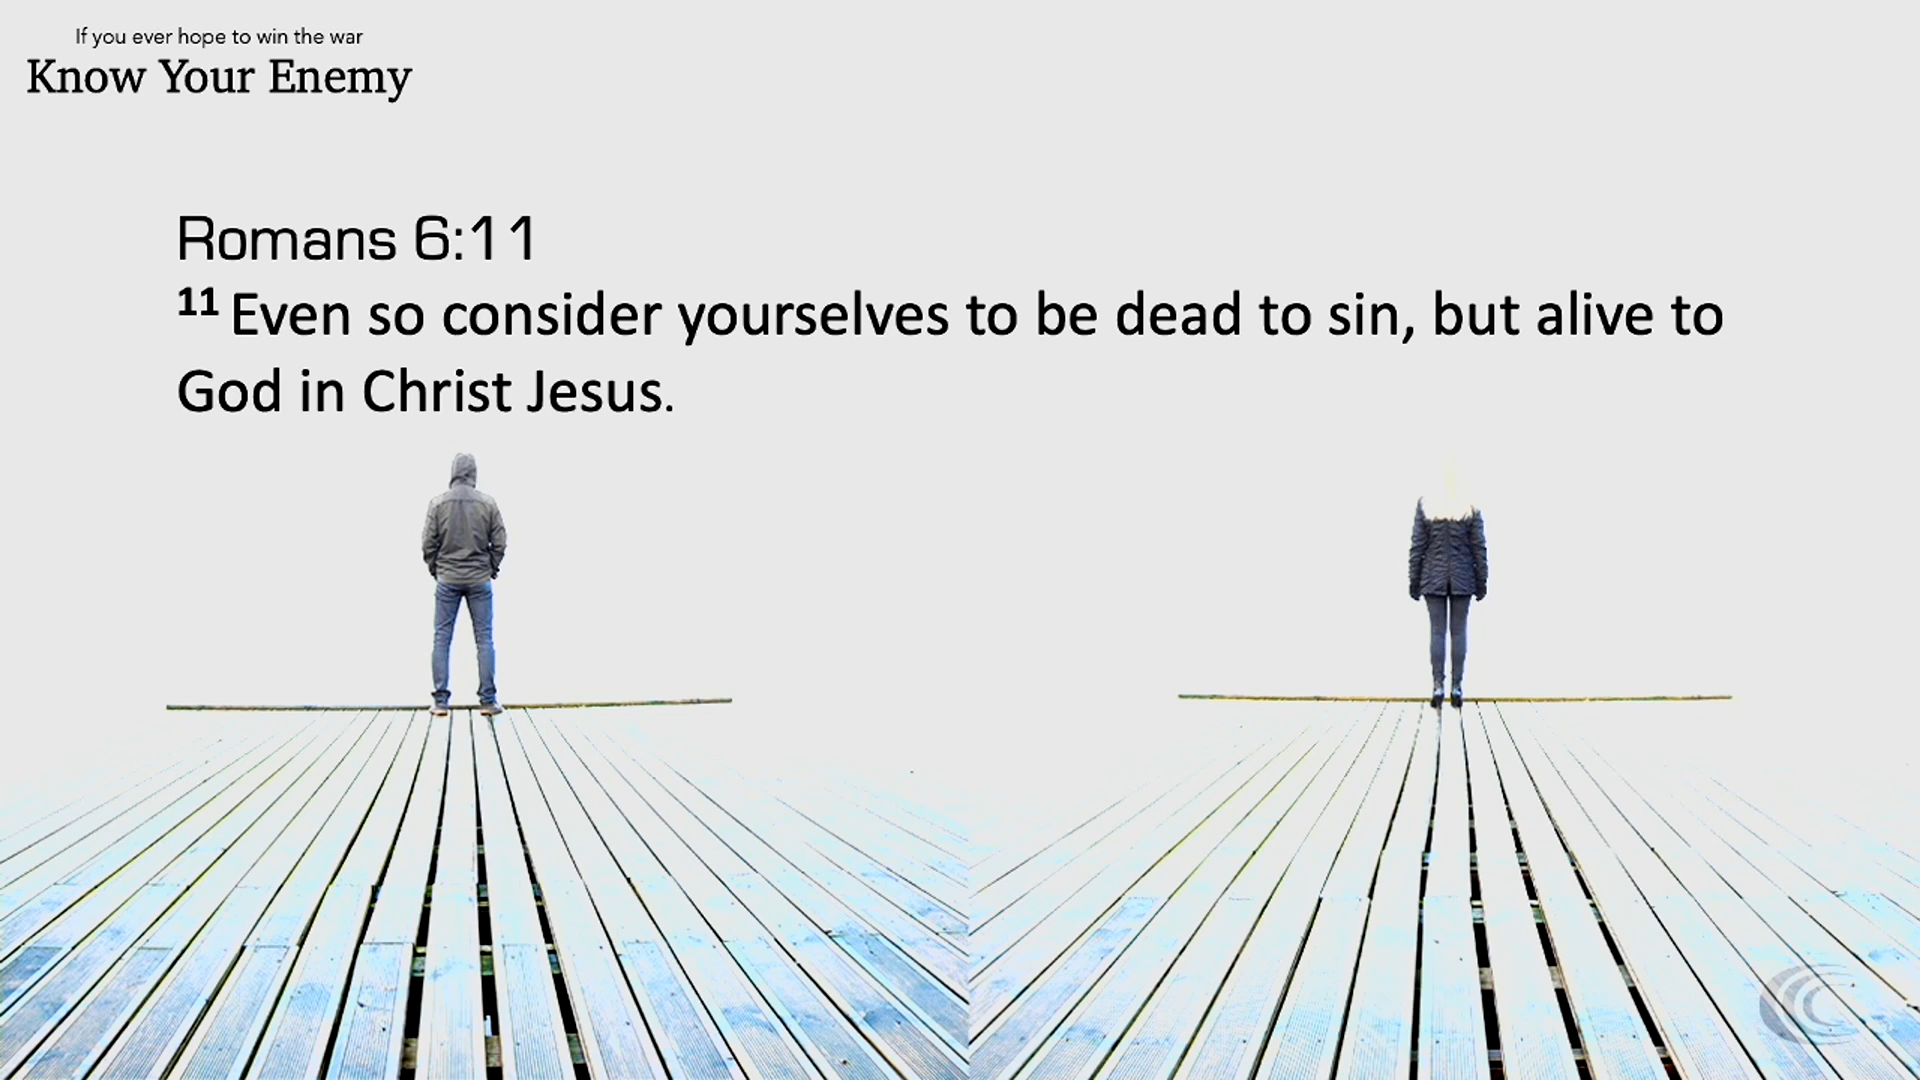 If you ever hope to win the war
Know Your Enemy
Romans 6:11
11 Even so consider yourselves to be dead to sin, but alive to
God in Christ Jesus.